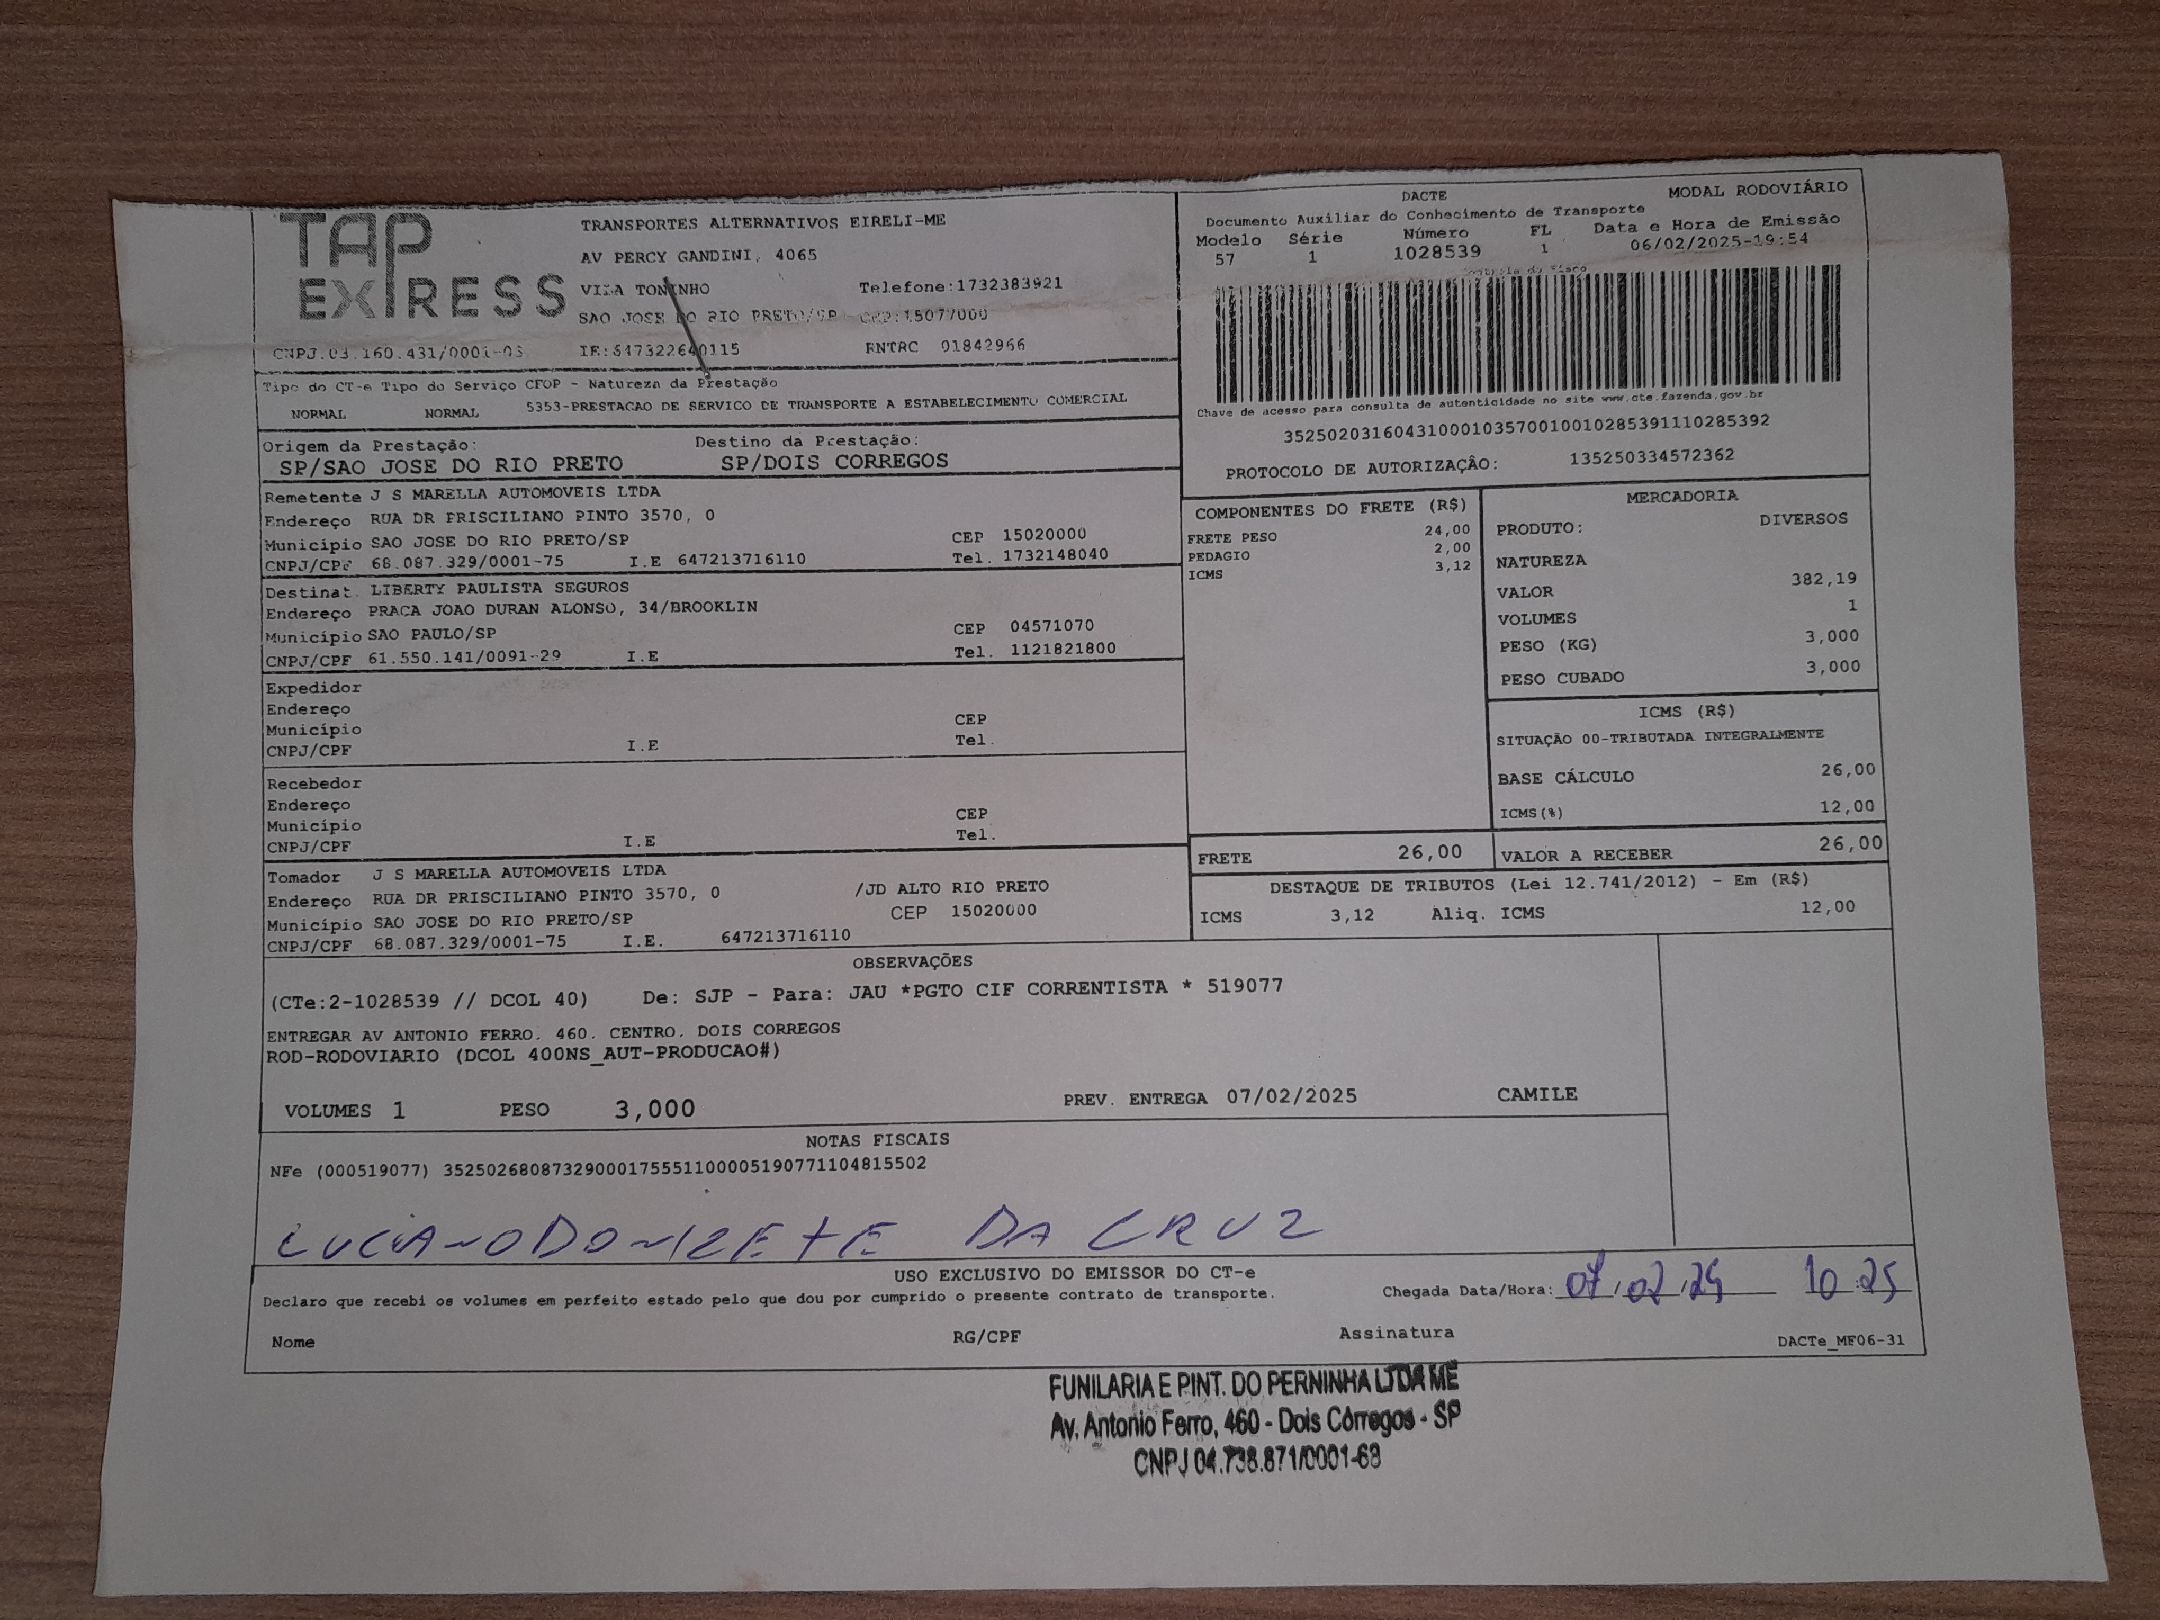 TAP EXPRESS
TRANSPORTES ALTERNATIVOS EIRELI-ME
AV PERCY GANDINI, 4065
VILA TONINHO Telefone:1732383921
SAO JOSE DO RIO PRETO/SP CEP:15077000
CNPJ.03.160.431/0001-03 IE:647322640115 RNTRC 01842966
DACTE MODAL RODOVIÁRIO
Documento Auxiliar do Conhecimento de Transporte
Modelo Série Número FL Data e Hora de Emissão
57 1 1028539 1 06/02/2025-19:54
Controle do Fisco
Chave de acesso para consulta de autenticidade no site www.cte.fazenda.gov.br
35250203160431000103570010010285391110285392
PROTOCOLO DE AUTORIZAÇÃO: 135250334572362
Tipo do CT-e Tipo do Serviço CFOP - Natureza da Prestação
NORMAL NORMAL 5353-PRESTACAO DE SERVICO DE TRANSPORTE A ESTABELECIMENTO COMERCIAL
Origem da Prestação: Destino da Prestação:
SP/SAO JOSE DO RIO PRETO SP/DOIS CORREGOS
Remetente J S MARELLA AUTOMOVEIS LTDA
Endereço RUA DR PRISCILIANO PINTO 3570, 0
Município SAO JOSE DO RIO PRETO/SP CEP 15020000
CNPJ/CPF 68.087.329/0001-75 I.E 647213716110 Tel. 1732148040
Destinat. LIBERTY PAULISTA SEGUROS
Endereço PRACA JOAO DURAN ALONSO, 34/BROOKLIN
Município SAO PAULO/SP CEP 04571070
CNPJ/CPF 61.550.141/0091-29 I.E Tel. 1121821800
Expedidor
Endereço
Município CEP
CNPJ/CPF I.E Tel.
Recebedor
Endereço
Município CEP
CNPJ/CPF I.E Tel.
Tomador J S MARELLA AUTOMOVEIS LTDA
Endereço RUA DR PRISCILIANO PINTO 3570, 0 /JD ALTO RIO PRETO
Município SAO JOSE DO RIO PRETO/SP CEP 15020000
CNPJ/CPF 68.087.329/0001-75 I.E. 647213716110
COMPONENTES DO FRETE (R$)
FRETE PESO 24,00
PEDAGIO 2,00
ICMS 3,12
MERCADORIA
PRODUTO: DIVERSOS
NATUREZA
VALOR 382,19
VOLUMES 1
PESO (KG) 3,000
PESO CUBADO 3,000
ICMS (R$)
SITUAÇÃO 00-TRIBUTADA INTEGRALMENTE
BASE CÁLCULO 26,00
ICMS(%) 12,00
FRETE 26,00 VALOR A RECEBER 26,00
DESTAQUE DE TRIBUTOS (Lei 12.741/2012) - Em (R$)
ICMS 3,12 Aliq. ICMS 12,00
OBSERVAÇÕES
(CTe:2-1028539 // DCOL 40) De: SJP - Para: JAU *PGTO CIF CORRENTISTA * 519077
ENTREGAR AV ANTONIO FERRO, 460, CENTRO, DOIS CORREGOS
ROD-RODOVIARIO (DCOL 400NS_AUT-PRODUCAO#)
VOLUMES 1 PESO 3,000 PREV. ENTREGA 07/02/2025 CAMILE
NOTAS FISCAIS
NFe (000519077) 35250268087329000175551100005190771104815502
LUCIANO DONIZETE DA CRUZ
USO EXCLUSIVO DO EMISSOR DO CT-e
Declaro que recebi os volumes em perfeito estado pelo que dou por cumprido o presente contrato de transporte.
Chegada Data/Hora: 07,02,25 10:25
Nome RG/CPF Assinatura DACTe_MF06-31
FUNILARIA E PINT. DO PERNINHA LTDA ME
Av. Antonio Ferro, 460 - Dois Córregos - SP
CNPJ 04.738.871/0001-68